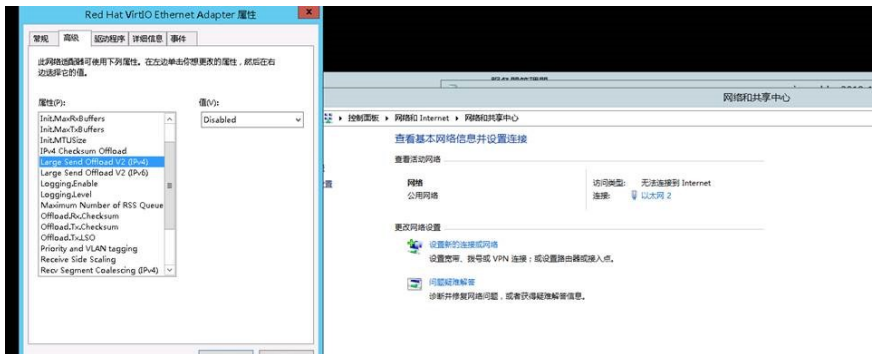 Red Hat VirtIO Ethernet Adapter 属性
常规 高级 驱动程序 详细信息 事件
此网络适配器可使用下列属性。在左边单击你想更改的属性，然后在右
边选择它的值。
属性(P):
值(V):
Init.MaxRxBuffers
Init.MaxTxBuffers
Init.MTUSize
IPv4 Checksum Offload
Large Send Offload V2 (IPv4)
Large Send Offload V2 (IPv6)
Logging.Enable
Logging.Level
Maximum Number of RSS Queue
Offload.Rx.Checksum
Offload.Tx.Checksum
Offload.Tx.LSO
Priority and VLAN tagging
Receive Side Scaling
Recv Segment Coalescing (IPv4)
Disabled
网络和共享中心
控制面板 网络和 Internet 网络和共享中心
查看基本网络信息并设置连接
查看活动网络
网络
公用网络
访问类型: 无法连接到 Internet
连接: 以太网 2
更改网络设置
设置新的连接或网络
设置宽带、拨号或 VPN 连接；或设置路由器或接入点。
问题疑难解答
诊断并修复网络问题，或者获得疑难解答信息。
置